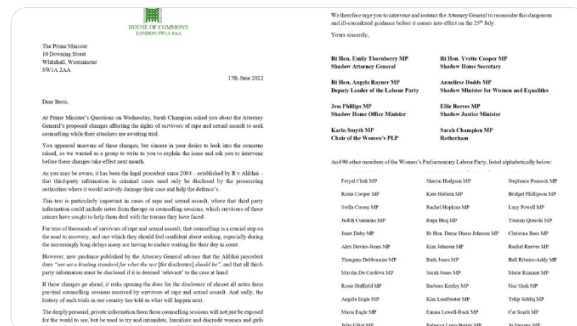 HOUSE OF COMMONS
LONDON SW1A 0AA
The Prime Minister
10 Downing Street
Whitehall, Westminster
SW1A 2AA
17th June 2022
Dear Boris,
At Prime Minister's Questions on Wednesday, Sarah Champion asked you about the Attorney
General's proposed changes affecting the rights of survivors of rape and sexual assault to seek
counselling while their attackers are awaiting trial.
You appeared unaware of these changes, but sincere in your desire to look into the concerns
raised, so we wanted as a group to write to you to explain the issue and ask you to intervene
before these changes take effect next month.
As you may be aware, it has been the legal precedent since 2004 – established by R v Alibhai –
that third-party information in criminal cases need only be disclosed by the prosecuting
authorities where it would actively damage their case and help the defence's.
This test is particularly important in cases of rape and sexual assault, where that third party
information could include notes from therapy or counselling sessions, which survivors of those
crimes have sought to help them deal with the trauma they have faced.
For tens of thousands of survivors of rape and sexual assault, that counselling is a crucial step on
the road to recovery, and one which they should feel confident about seeking, especially during
the increasingly long delays many are having to endure waiting for their day in court.
However, new guidance published by the Attorney General advises that the Alibhai precedent
does "not set a binding standard for what the test [for disclosure] should be", and that all third-
party information must be disclosed if it is deemed 'relevant' to the case at hand.
If these changes go ahead, it risks opening the door for the disclosure of almost all notes from
pre-trial counselling sessions received by survivors of rape and sexual assault. And sadly, the
history of such trials in our country has told us what will happen next.
The deeply personal, private information from those counselling sessions will not just be exposed
for the world to see, but be used to try and intimidate, humiliate and discredit women and girls
We therefore urge you to intervene and instruct the Attorney General to reconsider this dangerous
and ill-considered guidance before it comes into effect on the 25th July.
Yours sincerely,
Rt Hon. Emily Thornberry MP
Shadow Attorney General
Rt Hon. Yvette Cooper MP
Shadow Home Secretary
Rt Hon. Angela Rayner MP
Deputy Leader of the Labour Party
Anneliese Dodds MP
Shadow Minister for Women and Equalities
Jess Phillips MP
Shadow Home Office Minister
Ellie Reeves MP
Shadow Justice Minister
Karin Smyth MP
Chair of the Women's PLP
Sarah Champion MP
Rotherham
And 90 other members of the Women's Parliamentary Labour Party, listed alphabetically below:
Feryal Clark MP
Sharon Hodgson MP
Stephanie Peacock MP
Rosie Cooper MP
Kate Hollern MP
Bridget Phillipson MP
Stella Creasy MP
Rachel Hopkins MP
Lucy Powell MP
Judith Cummins MP
Rupa Huq MP
Yasmin Qureshi MP
Janet Daby MP
Rt Hon. Dame Diana Johnson MP
Christina Rees MP
Alex Davies-Jones MP
Kim Johnson MP
Rachel Reeves MP
Thangam Debbonaire MP
Ruth Jones MP
Bell Ribeiro-Addy MP
Marsha De Cordova MP
Sarah Jones MP
Marie Rimmer MP
Rosie Duffield MP
Barbara Keeley MP
Naz Shah MP
Angela Eagle MP
Kim Leadbeater MP
Tulip Siddiq MP
Maria Eagle MP
Emma Lewell-Buck MP
Cat Smith MP
Julie Elliott MP
Rebecca Long-Bailey MP
Jo Stevens MP